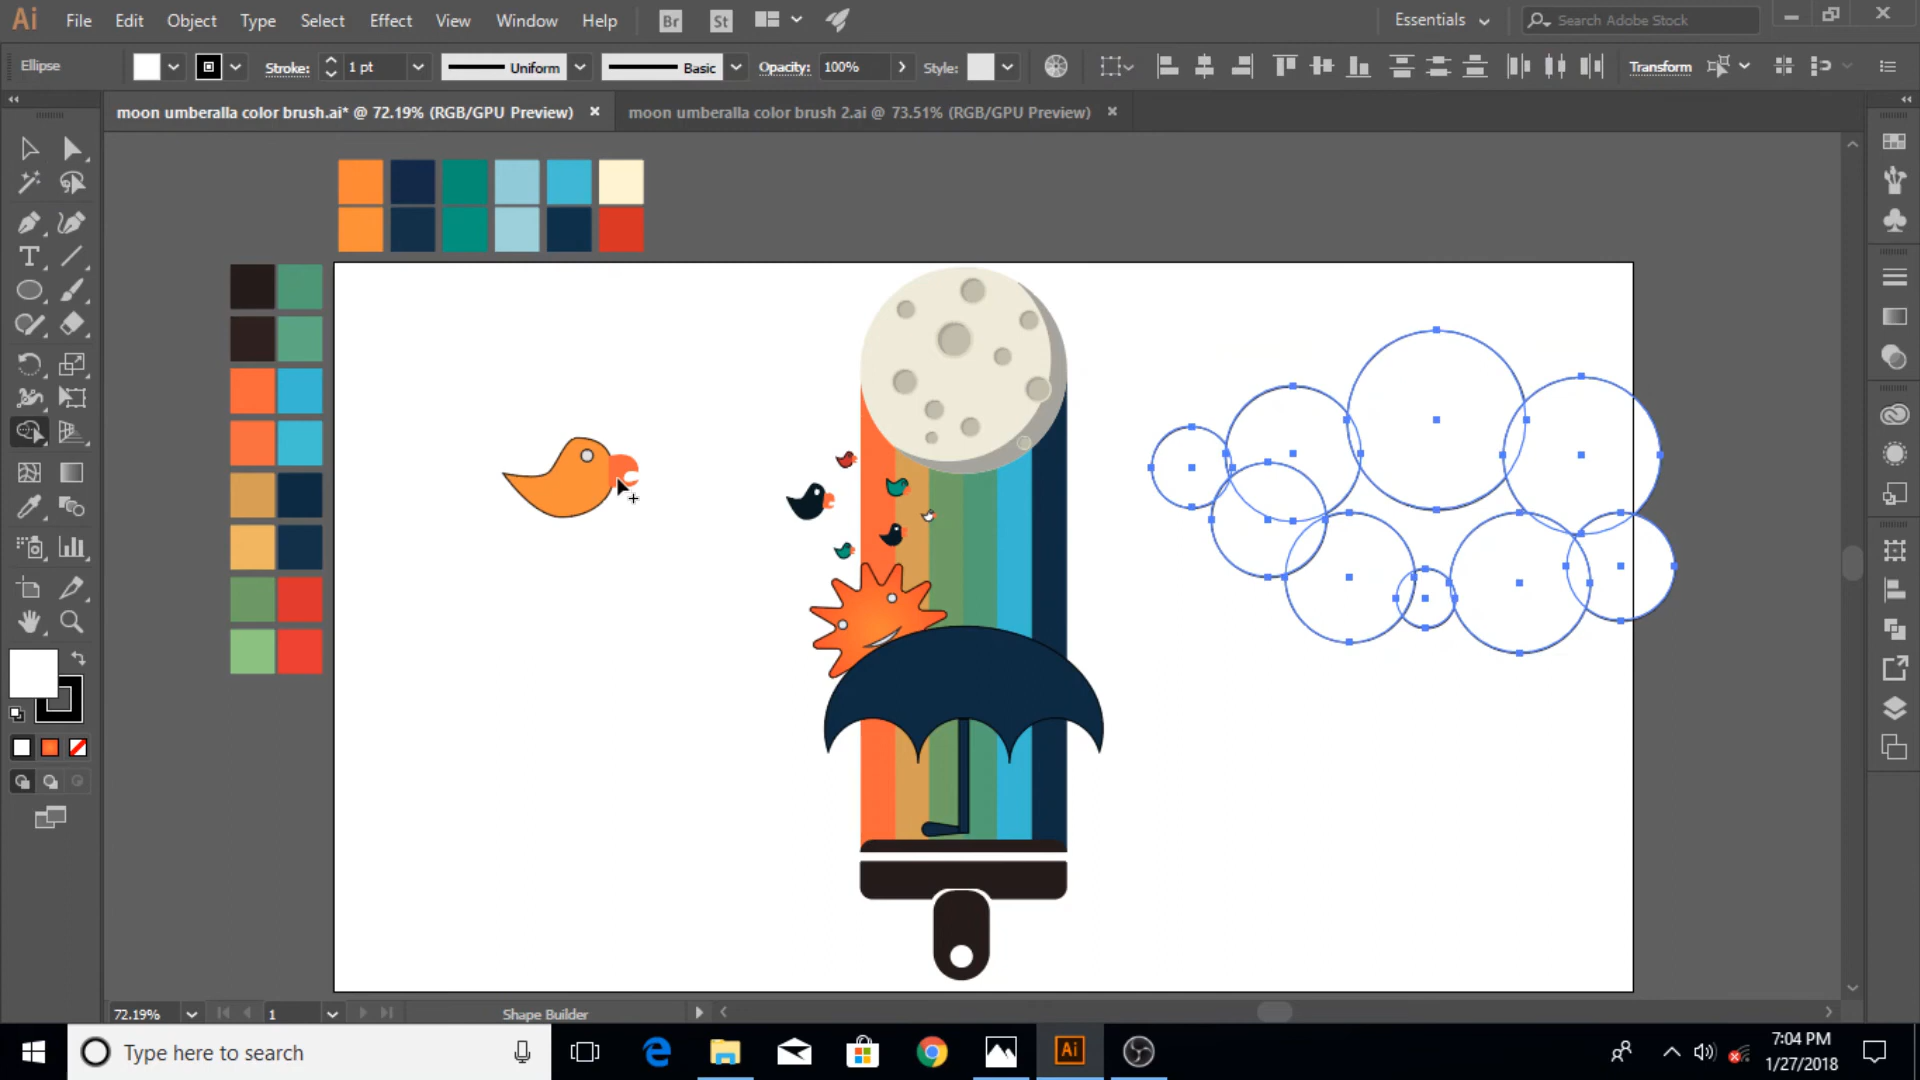 Ai File Edit Object Type Select Effect View Window Help Br St Essentials Search Adobe Stock
Ellipse Stroke: 1 pt Uniform Basic Opacity: 100% Style: Transform
moon umberalla color brush.ai* @ 72.19% (RGB/GPU Preview) moon umberalla color brush 2.ai @ 73.51% (RGB/GPU Preview)
T
72.19% 1 Shape Builder
Type here to search Ai 7:04 PM
1/27/2018